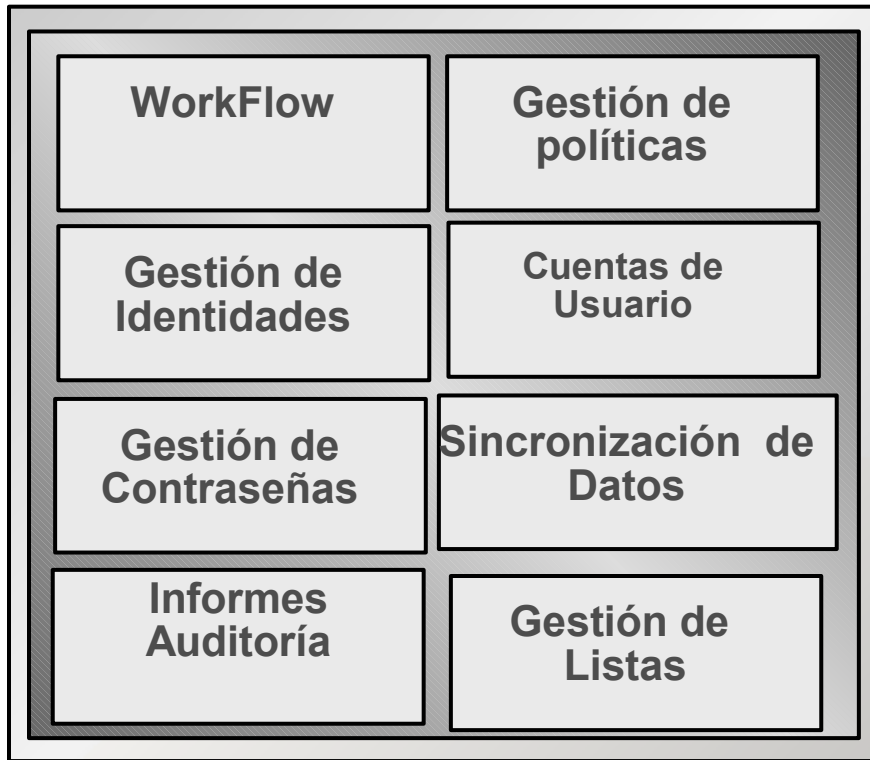 WorkFlow
Gestión de
políticas
Gestión de
Identidades
Cuentas de
Usuario
Gestión de
Contraseñas
Sincronización de
Datos
Informes
Auditoría
Gestión de
Listas